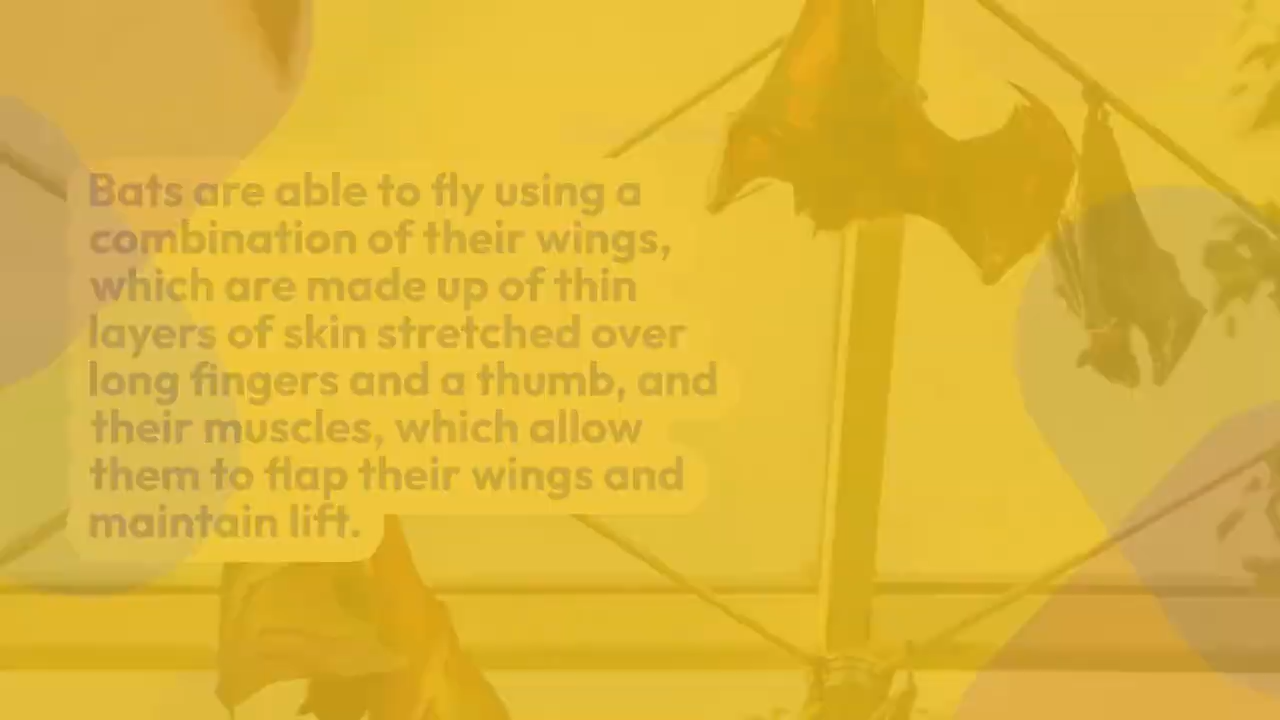 Bats are able to fly using a
combination of their wings,
which are made up of thin
layers of skin stretched over
long fingers and a thumb, and
their muscles, which allow
them to flap their wings and
maintain lift.